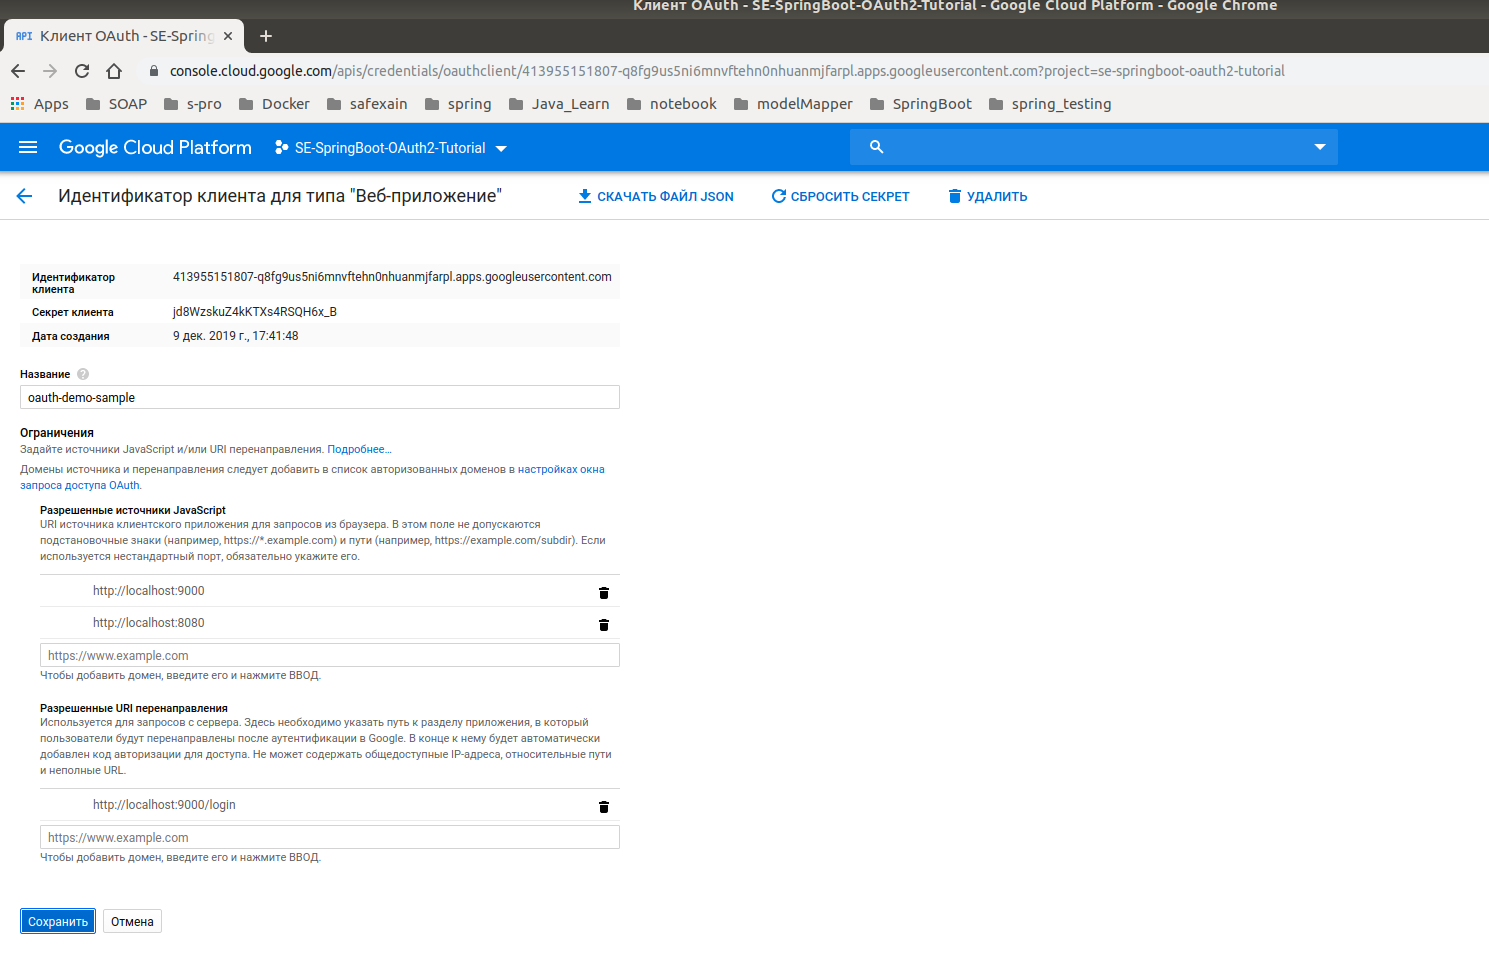 Клиент OAuth - SE-SpringBoot-OAuth2-Tutorial - Google Cloud Platform - Google Chrome
API Клиент OAuth - SE-Spring
console.cloud.google.com/apis/credentials/oauthclient/413955151807-q8fg9us5ni6mnvftehn0nhuanmjfarpl.apps.googleusercontent.com?project=se-springboot-oauth2-tutorial
Apps SOAP s-pro Docker safexain spring Java_Learn notebook modelMapper SpringBoot spring_testing
Google Cloud Platform SE-SpringBoot-OAuth2-Tutorial
Идентификатор клиента для типа "Веб-приложение" СКАЧАТЬ ФАЙЛ JSON СБРОСИТЬ СЕКРЕТ УДАЛИТЬ
Идентификатор клиента 413955151807-q8fg9us5ni6mnvftehn0nhuanmjfarpl.apps.googleusercontent.com
Секрет клиента jd8WzskuZ4kKTXs4RSQH6x_B
Дата создания 9 дек. 2019 г., 17:41:48
Название
oauth-demo-sample
Ограничения
Задайте источники JavaScript и/или URI перенаправления. Подробнее…
Домены источника и перенаправления следует добавить в список авторизованных доменов в настройках окна
запроса доступа OAuth.
Разрешенные источники JavaScript
URI источника клиентского приложения для запросов из браузера. В этом поле не допускаются
подстановочные знаки (например, https://*.example.com) и пути (например, https://example.com/subdir). Если
используется нестандартный порт, обязательно укажите его.
http://localhost:9000
http://localhost:8080
https://www.example.com
Чтобы добавить домен, введите его и нажмите ВВОД.
Разрешенные URI перенаправления
Используется для запросов с сервера. Здесь необходимо указать путь к разделу приложения, в который
пользователи будут перенаправлены после аутентификации в Google. В конце к нему будет автоматически
добавлен код авторизации для доступа. Не может содержать общедоступные IP-адреса, относительные пути
и неполные URL.
http://localhost:9000/login
https://www.example.com
Чтобы добавить домен, введите его и нажмите ВВОД.
Сохранить Отмена